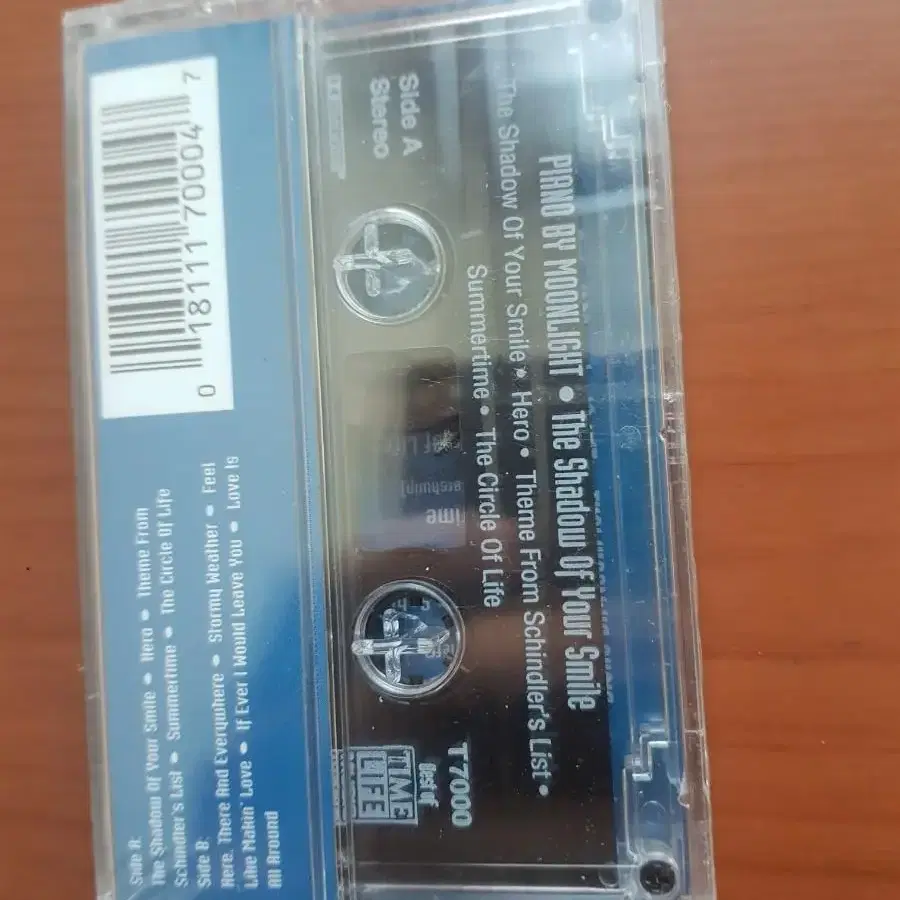 PIANO BY MOONLIGHT • The Shadow Of Your Smile
The Shadow Of Your Smile • Hero • Theme From Schindler's List •
Summertime • The Circle Of Life
Side A
Stereo
T 7000
Best of
TIME
LIFE
0 18111 70004 7
Side A:
The Shadow Of Your Smile • Hero • Theme From
Schindler's List • Summertime • The Circle Of Life
Side B:
Here, There And Everywhere • Stormy Weather • Feel
Like Makin' Love • If Ever I Would Leave You • Love Is
All Around